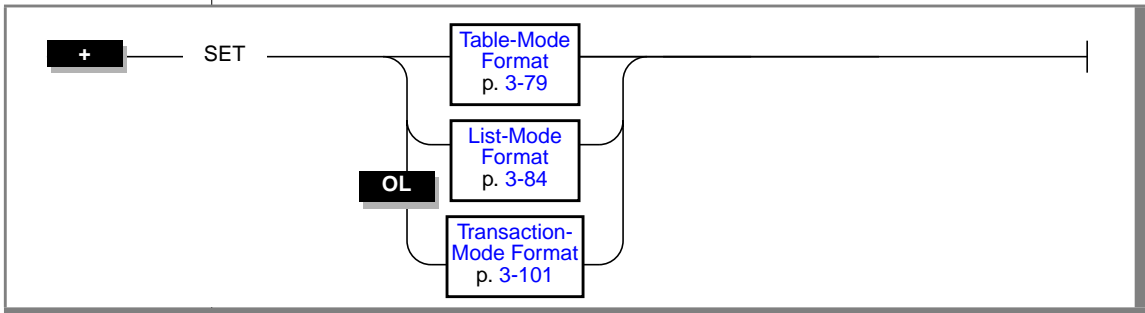 +
SET
Table-Mode
Format
p. 3-79
List-Mode
Format
p. 3-84
OL
Transaction-
Mode Format
p. 3-101